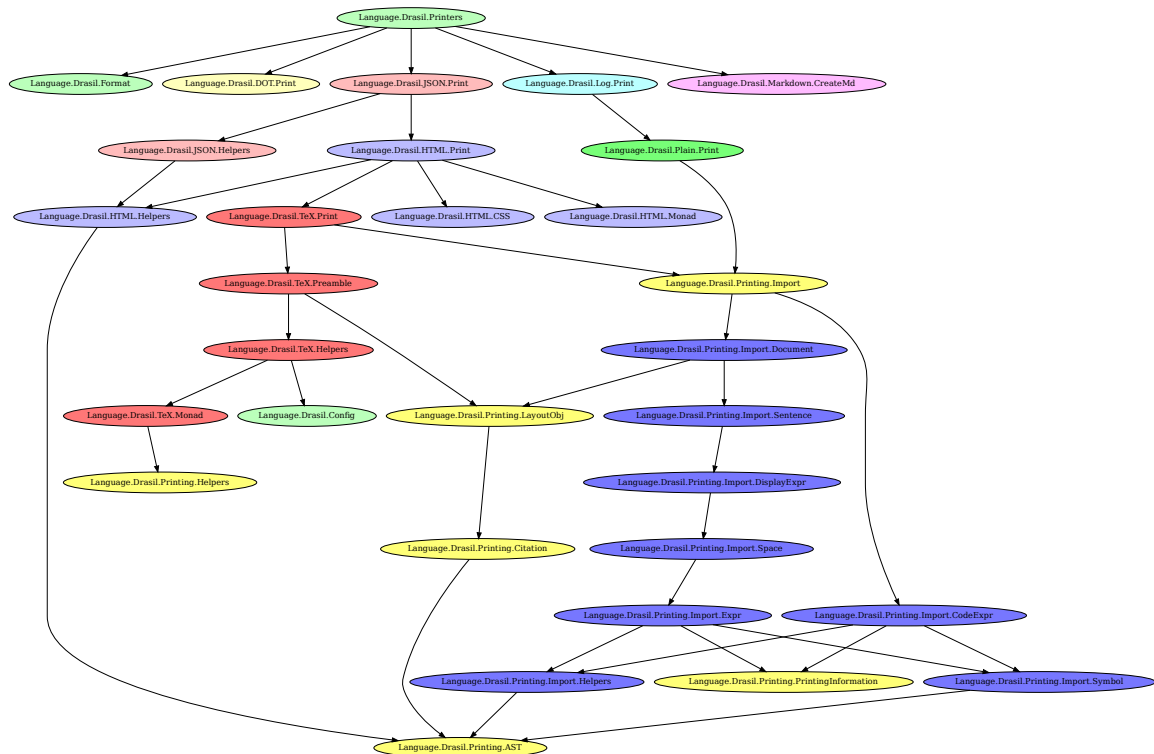 Language.Drasil.Printers
Language.Drasil.Format
Language.Drasil.DOT.Print
Language.Drasil.JSON.Print
Language.Drasil.Log.Print
Language.Drasil.Markdown.CreateMd
Language.Drasil.JSON.Helpers
Language.Drasil.HTML.Print
Language.Drasil.Plain.Print
Language.Drasil.HTML.Helpers
Language.Drasil.TeX.Print
Language.Drasil.HTML.CSS
Language.Drasil.HTML.Monad
Language.Drasil.TeX.Preamble
Language.Drasil.Printing.Import
Language.Drasil.TeX.Helpers
Language.Drasil.Printing.Import.Document
Language.Drasil.TeX.Monad
Language.Drasil.Config
Language.Drasil.Printing.LayoutObj
Language.Drasil.Printing.Import.Sentence
Language.Drasil.Printing.Helpers
Language.Drasil.Printing.Import.DisplayExpr
Language.Drasil.Printing.Citation
Language.Drasil.Printing.Import.Space
Language.Drasil.Printing.Import.Expr
Language.Drasil.Printing.Import.CodeExpr
Language.Drasil.Printing.Import.Helpers
Language.Drasil.Printing.PrintingInformation
Language.Drasil.Printing.Import.Symbol
Language.Drasil.Printing.AST